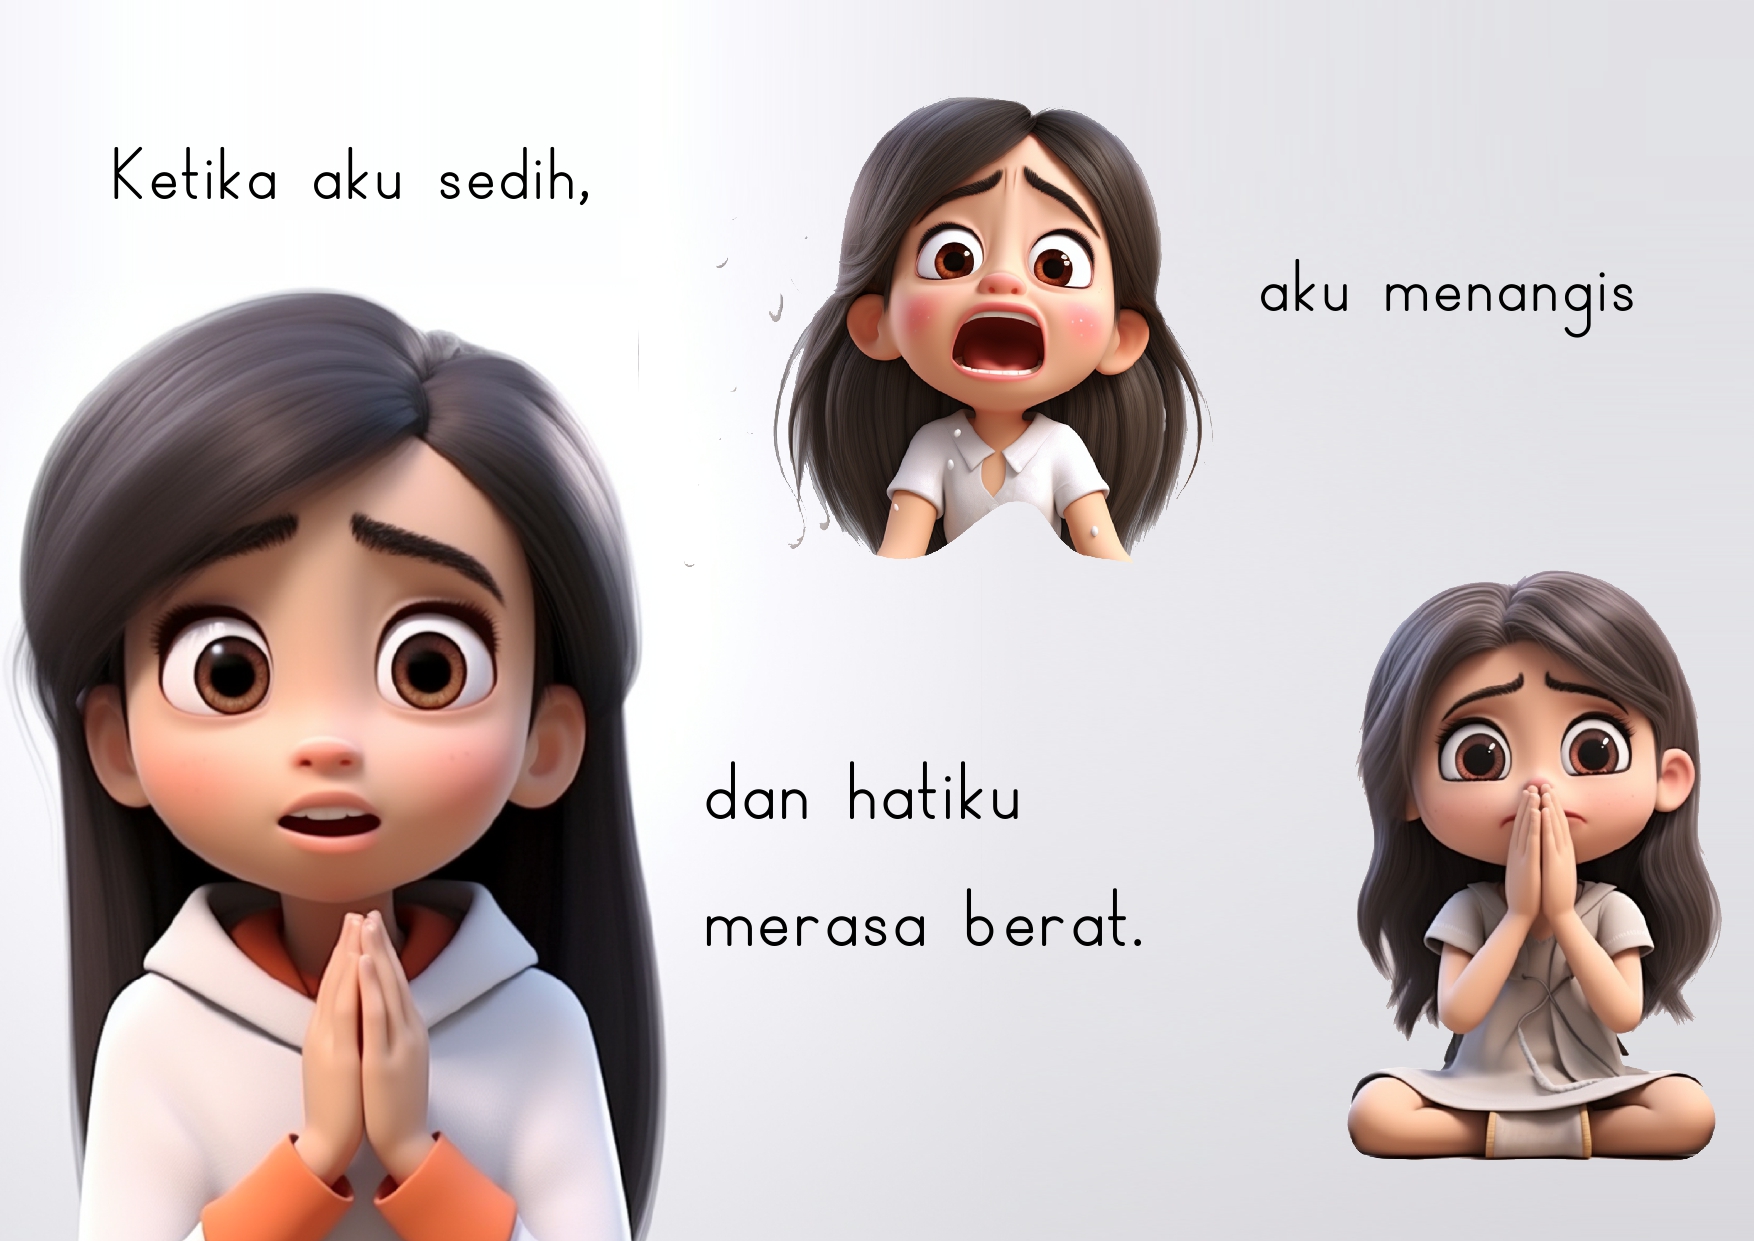 Ketika aku sedih,
aku menangis
dan hatiku
merasa berat.